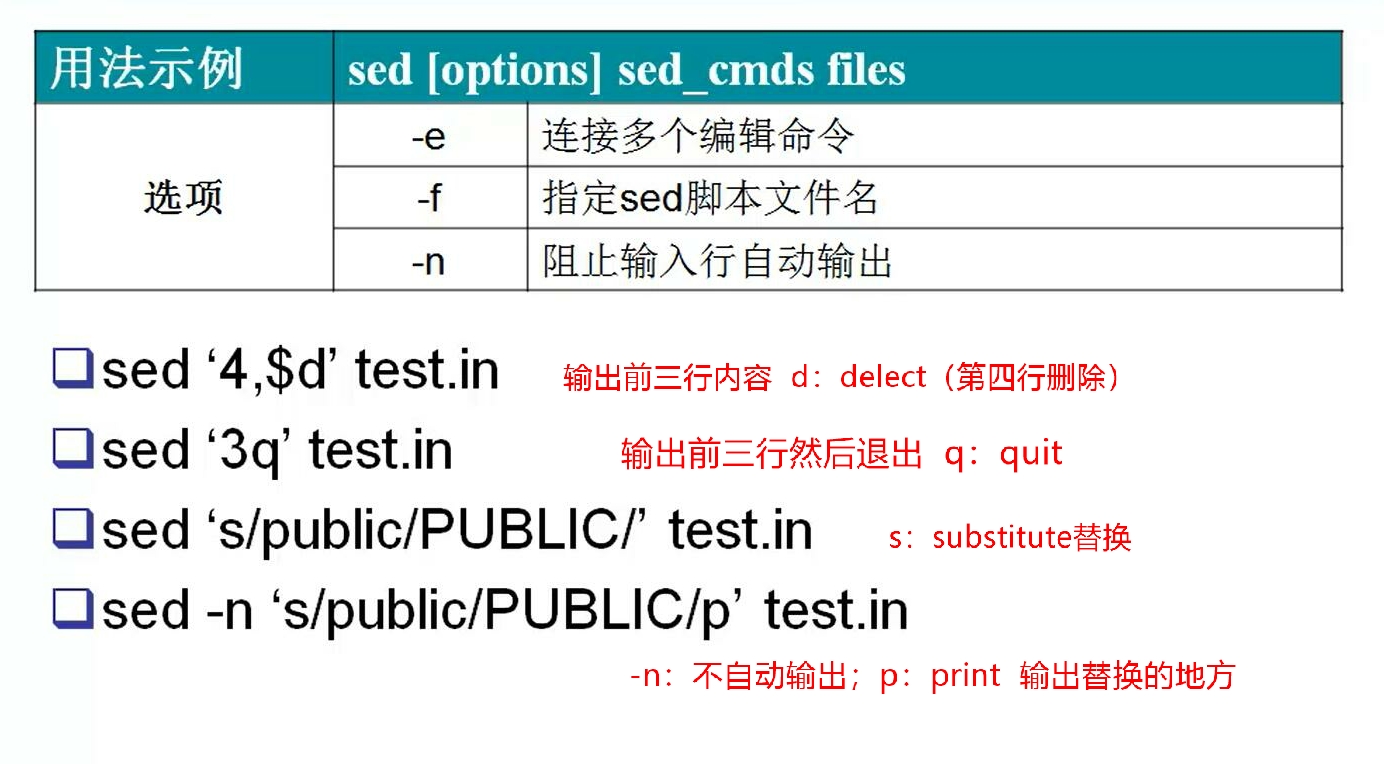 用法示例 sed [options] sed_cmds files
选项
-e 连接多个编辑命令
-f 指定sed脚本文件名
-n 阻止输入行自动输出
sed ‘4,$d’ test.in 输出前三行内容 d：delect（第四行删除）
sed ‘3q’ test.in 输出前三行然后退出 q：quit
sed ‘s/public/PUBLIC/’ test.in s：substitute替换
sed -n ‘s/public/PUBLIC/p’ test.in
-n：不自动输出；p：print 输出替换的地方